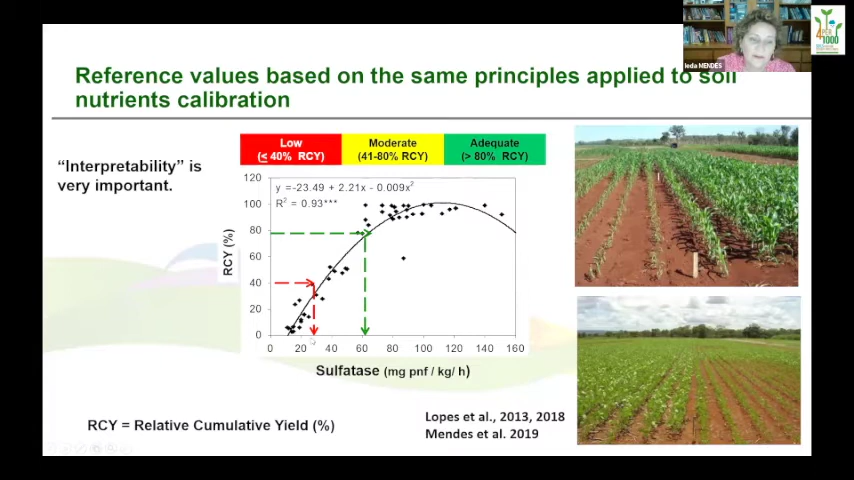 Reference values based on the same principles applied to soil
nutrients calibration
Ieda MENDES
4 PER
1000
"Interpretability" is
very important.
Low
(≤ 40% RCY)
Moderate
(41-80% RCY)
Adequate
(> 80% RCY)
y =-23.49 + 2.21x - 0.009x²
R² = 0.93***
RCY (%)
120
100
80
60
40
20
0
0 20 40 60 80 100 120 140 160
Sulfatase (mg pnf / kg/ h)
RCY = Relative Cumulative Yield (%)
Lopes et al., 2013, 2018
Mendes et al. 2019